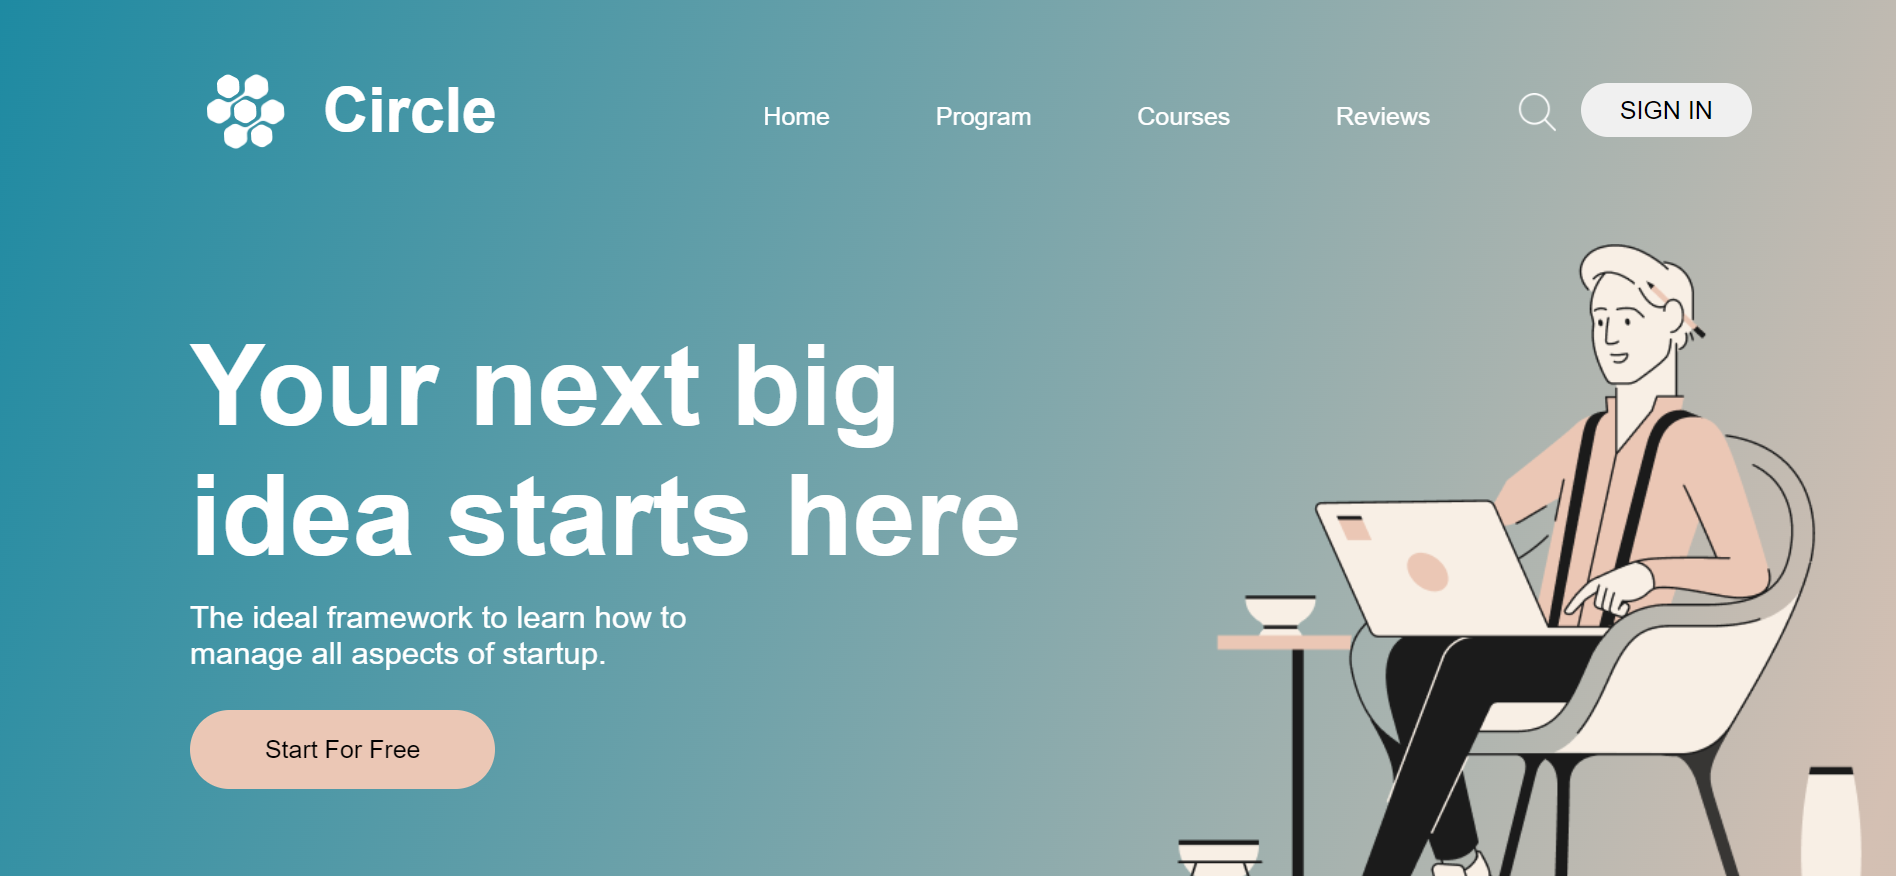 Circle
Home Program Courses Reviews SIGN IN
Your next big
idea starts here
The ideal framework to learn how to
manage all aspects of startup.
Start For Free